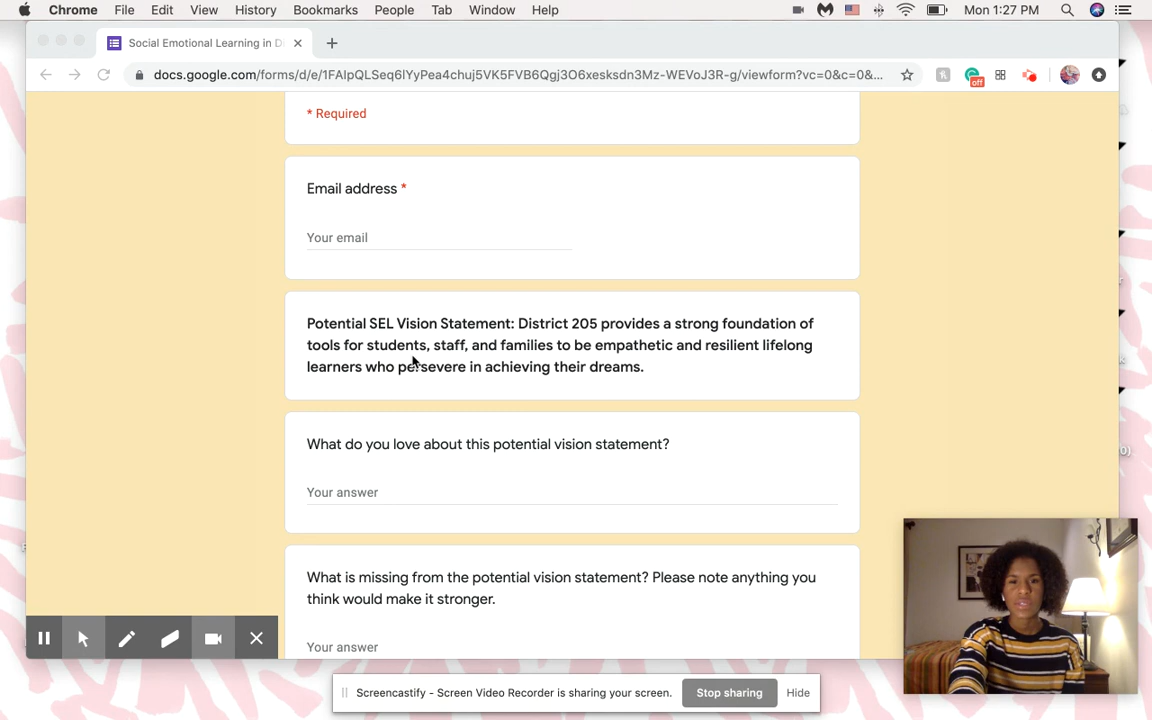 Chrome File Edit View History Bookmarks People Tab Window Help Mon 1:27 PM
Social Emotional Learning in D
docs.google.com/forms/d/e/1FAIpQLSeq6lYyPea4chuj5VK5FVB6Qgj3O6xesksdn3Mz-WEVoJ3R-g/viewform?vc=0&c=0&...
off
* Required
Email address *
Your email
Potential SEL Vision Statement: District 205 provides a strong foundation of
tools for students, staff, and families to be empathetic and resilient lifelong
learners who persevere in achieving their dreams.
What do you love about this potential vision statement?
Your answer
What is missing from the potential vision statement? Please note anything you
think would make it stronger.
Your answer
Screencastify - Screen Video Recorder is sharing your screen. Stop sharing Hide